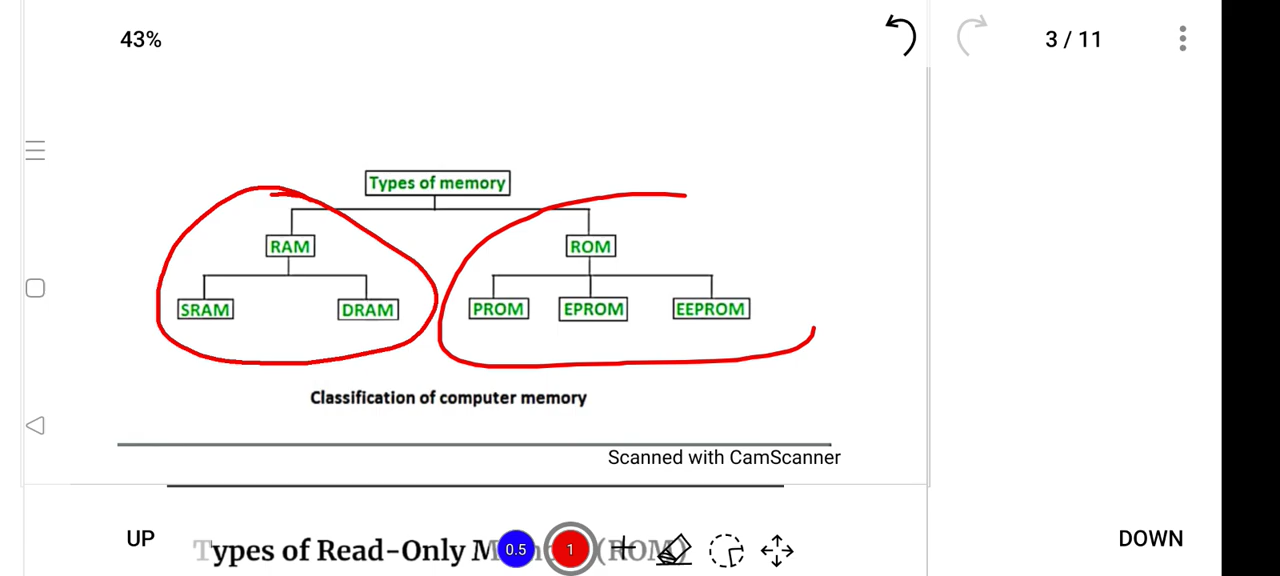 43%
3 / 11
Types of memory
RAM ROM
SRAM DRAM PROM EPROM EEPROM
Classification of computer memory
Scanned with CamScanner
UP
Types of Read-Only (ROM)
0.5
1
DOWN